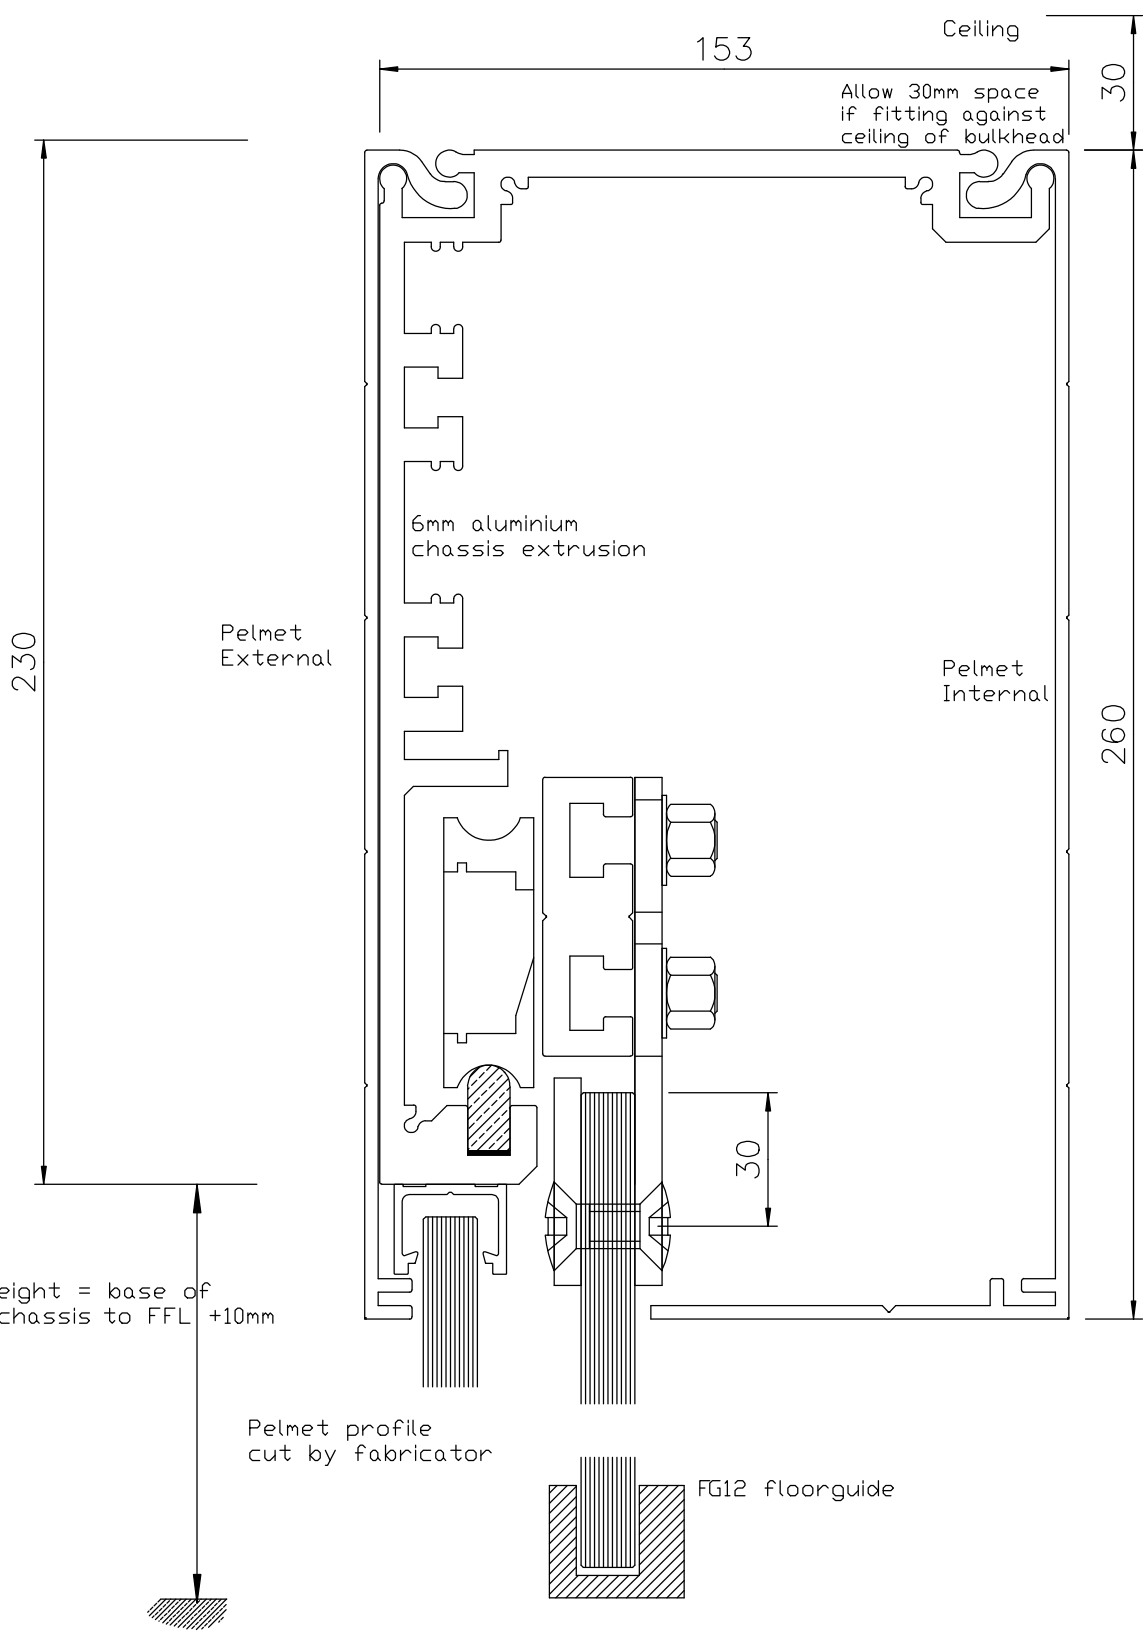 Ceiling
153
30
Allow 30mm space
if fitting against
ceiling of bulkhead
6mm aluminium
chassis extrusion
230
Pelmet
External
Pelmet
Internal
260
30
= base of
chassis to FFL +10mm
Pelmet profile
cut by fabricator
FG12 floorguide